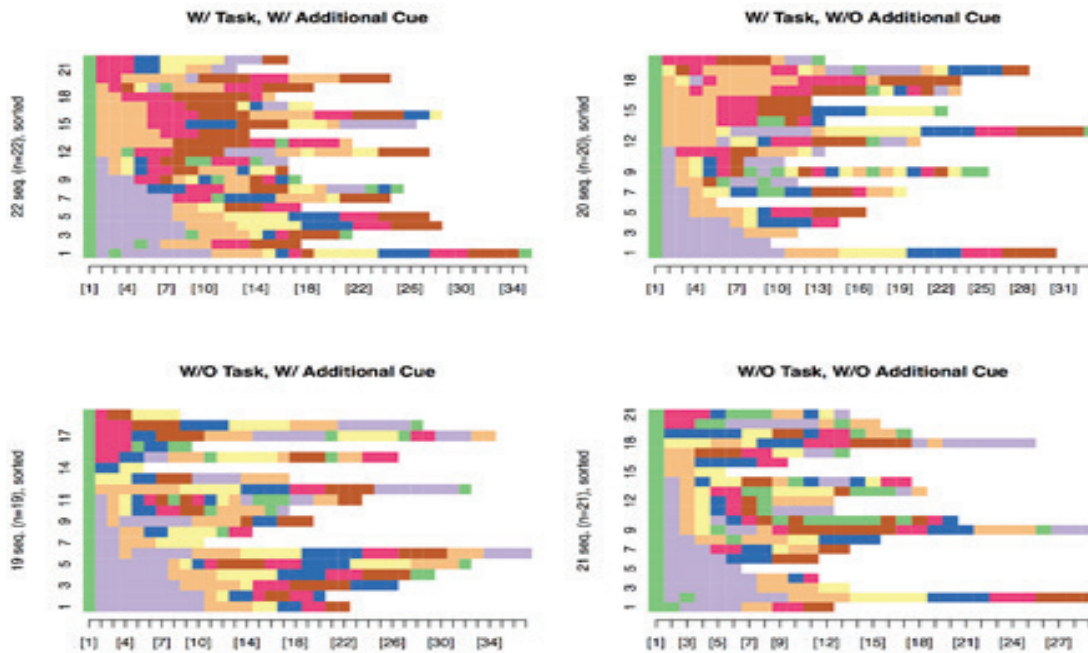 W/ Task, W/ Additional Cue
22 seq. (n=22), sorted
1 3 5 7 9 12 15 18 21
[1] [4] [7] [10] [14] [18] [22] [26] [30] [34]
W/ Task, W/O Additional Cue
20 seq. (n=20), sorted
1 3 5 7 9 12 15 18
[1] [4] [7] [10] [13] [16] [19] [22] [25] [28] [31]
W/O Task, W/ Additional Cue
19 seq. (n=19), sorted
1 3 5 7 9 11 14 17
[1] [4] [7] [10] [14] [18] [22] [26] [30] [34]
W/O Task, W/O Additional Cue
21 seq. (n=21), sorted
1 3 5 7 9 12 15 18 21
[1] [3] [5] [7] [9] [12] [15] [18] [21] [24] [27]